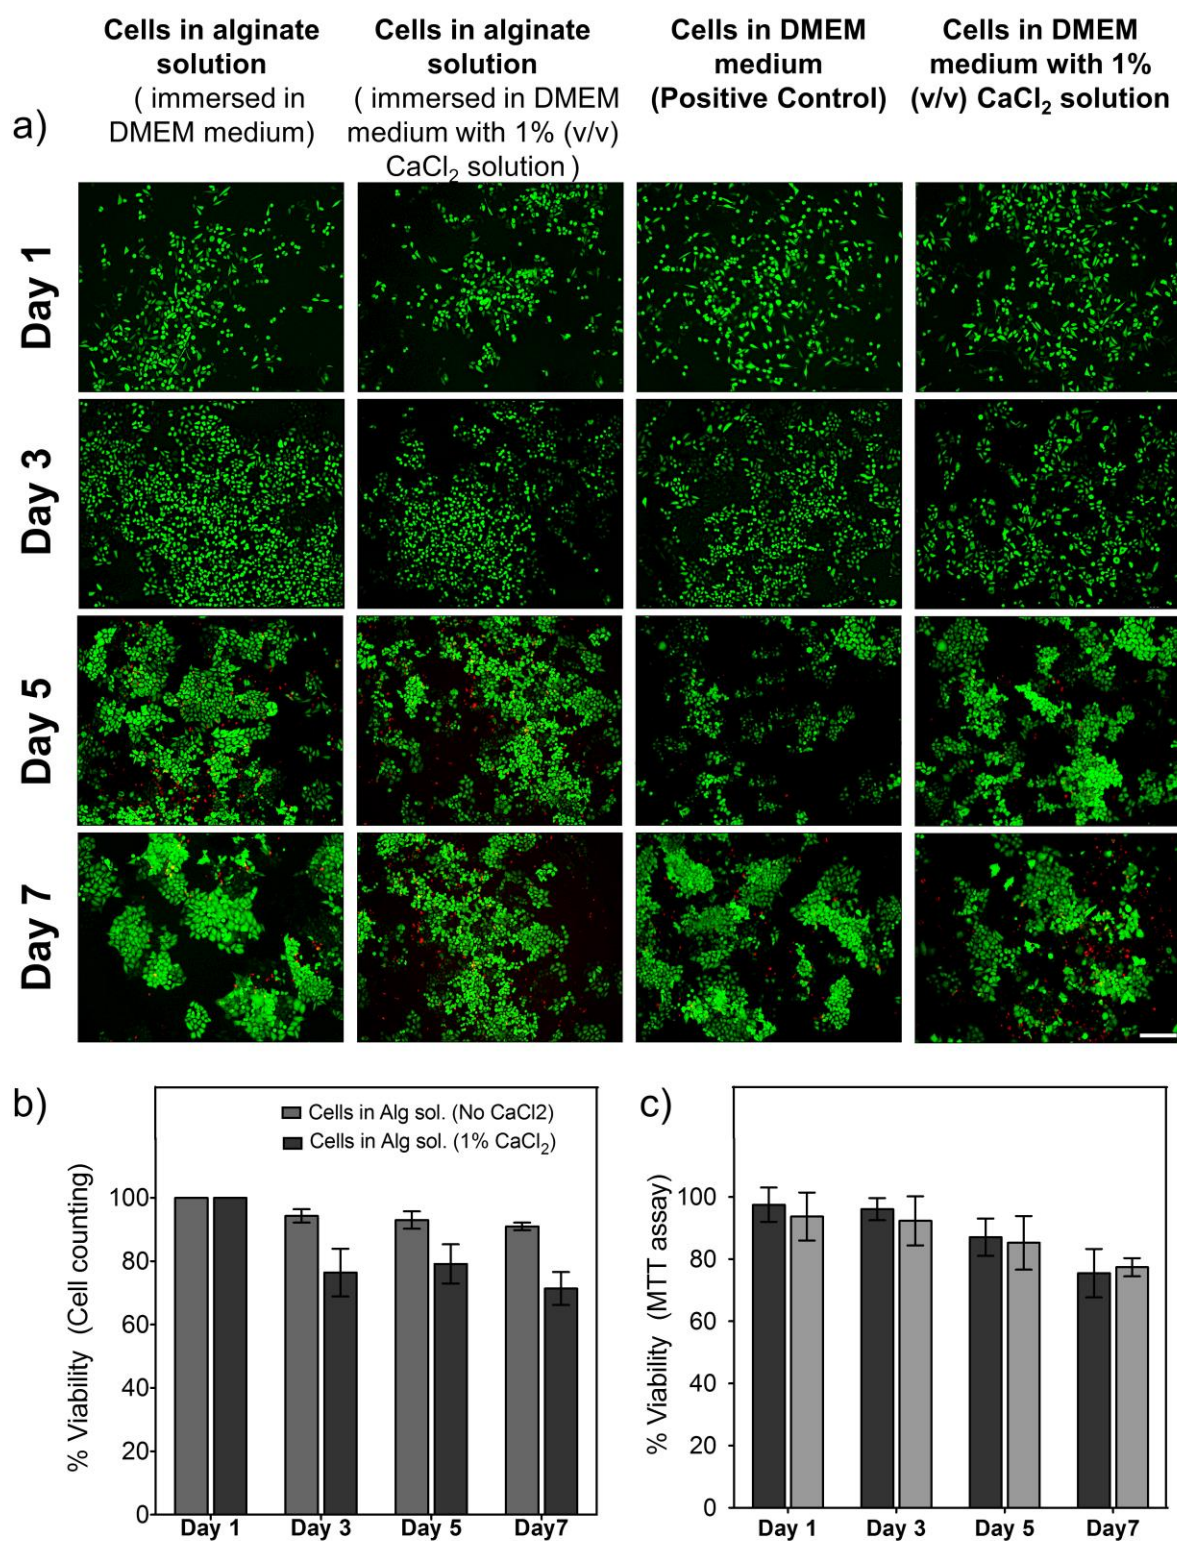 Cells in alginate
solution
( immersed in
DMEM medium)
Cells in alginate
solution
( immersed in DMEM
medium with 1% (v/v)
CaCl₂ solution )
Cells in DMEM
medium
(Positive Control)
Cells in DMEM
medium with 1%
(v/v) CaCl₂ solution
a)
Day 1
Day 3
Day 5
Day 7
b)
Cells in Alg sol. (No CaCl2)
Cells in Alg sol. (1% CaCl₂)
% Viability (Cell counting)
100
80
60
40
20
0
Day 1 Day 3 Day 5 Day7
c)
% Viability (MTT assay)
100
80
60
40
20
0
Day 1 Day 3 Day 5 Day7